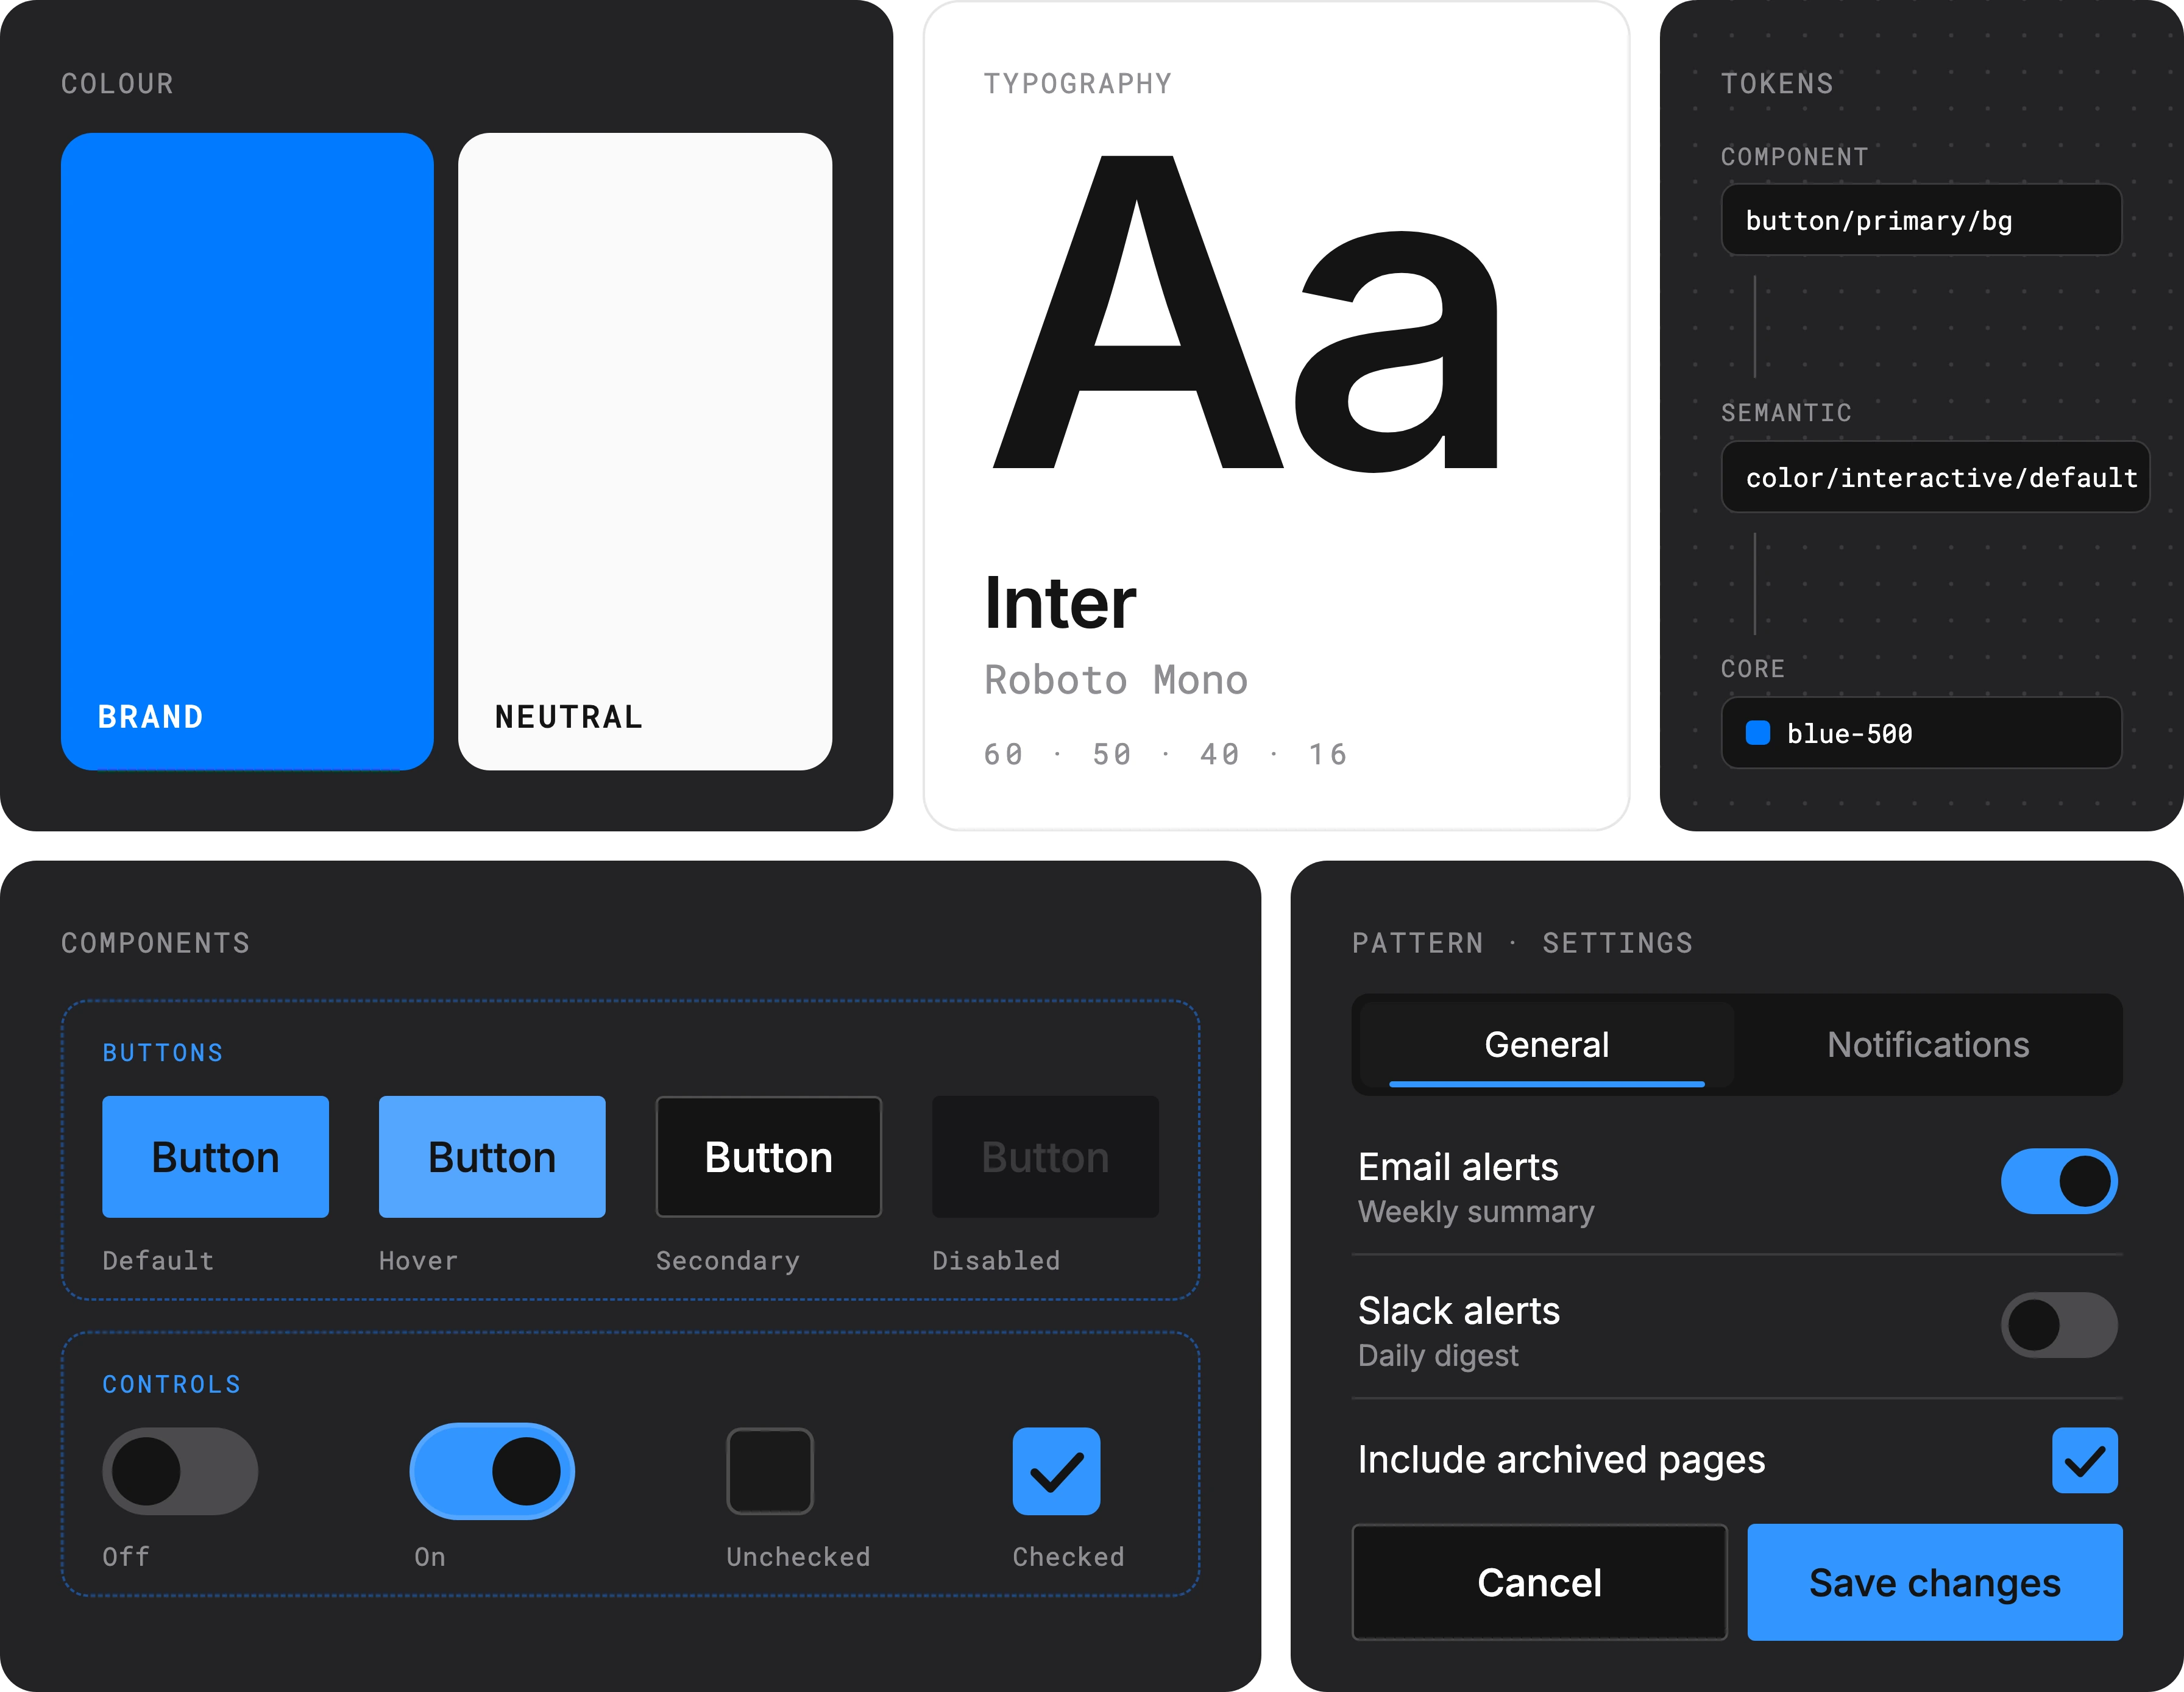 COLOUR
BRAND
NEUTRAL
TYPOGRAPHY
Aa
Inter
Roboto Mono
60 · 50 · 40 · 16
TOKENS
COMPONENT
button/primary/bg
SEMANTIC
color/interactive/default
CORE
blue-500
COMPONENTS
BUTTONS
Button Button Button Button
Default Hover Secondary Disabled
CONTROLS
Off On Unchecked Checked
PATTERN · SETTINGS
General Notifications
Email alerts
Weekly summary
Slack alerts
Daily digest
Include archived pages
Cancel Save changes